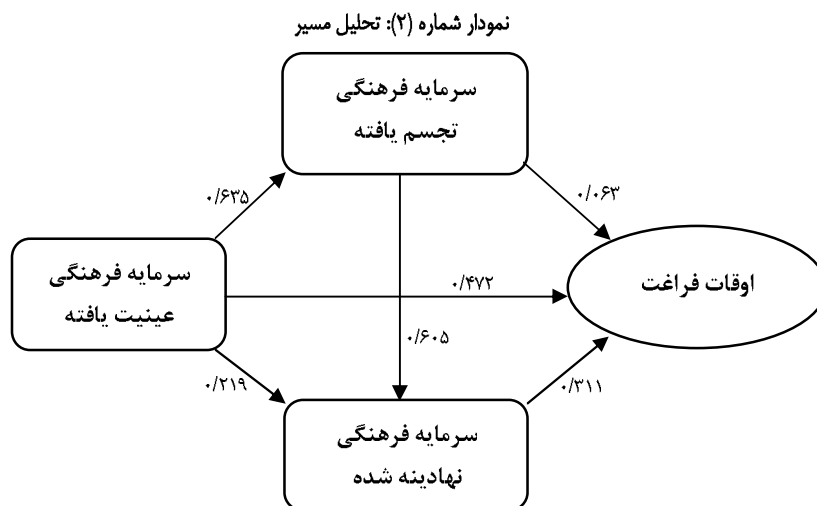 نمودار شماره (۲): تحلیل مسیر
سرمایه فرهنگی
تجسم یافته
۰/۶۳۵
۰/۰۶۳
سرمایه فرهنگی
عینیت یافته
۰/۴۷۲
اوقات فراغت
۰/۶۰۵
۰/۲۱۹
۰/۳۱۱
سرمایه فرهنگی
نهادینه شده